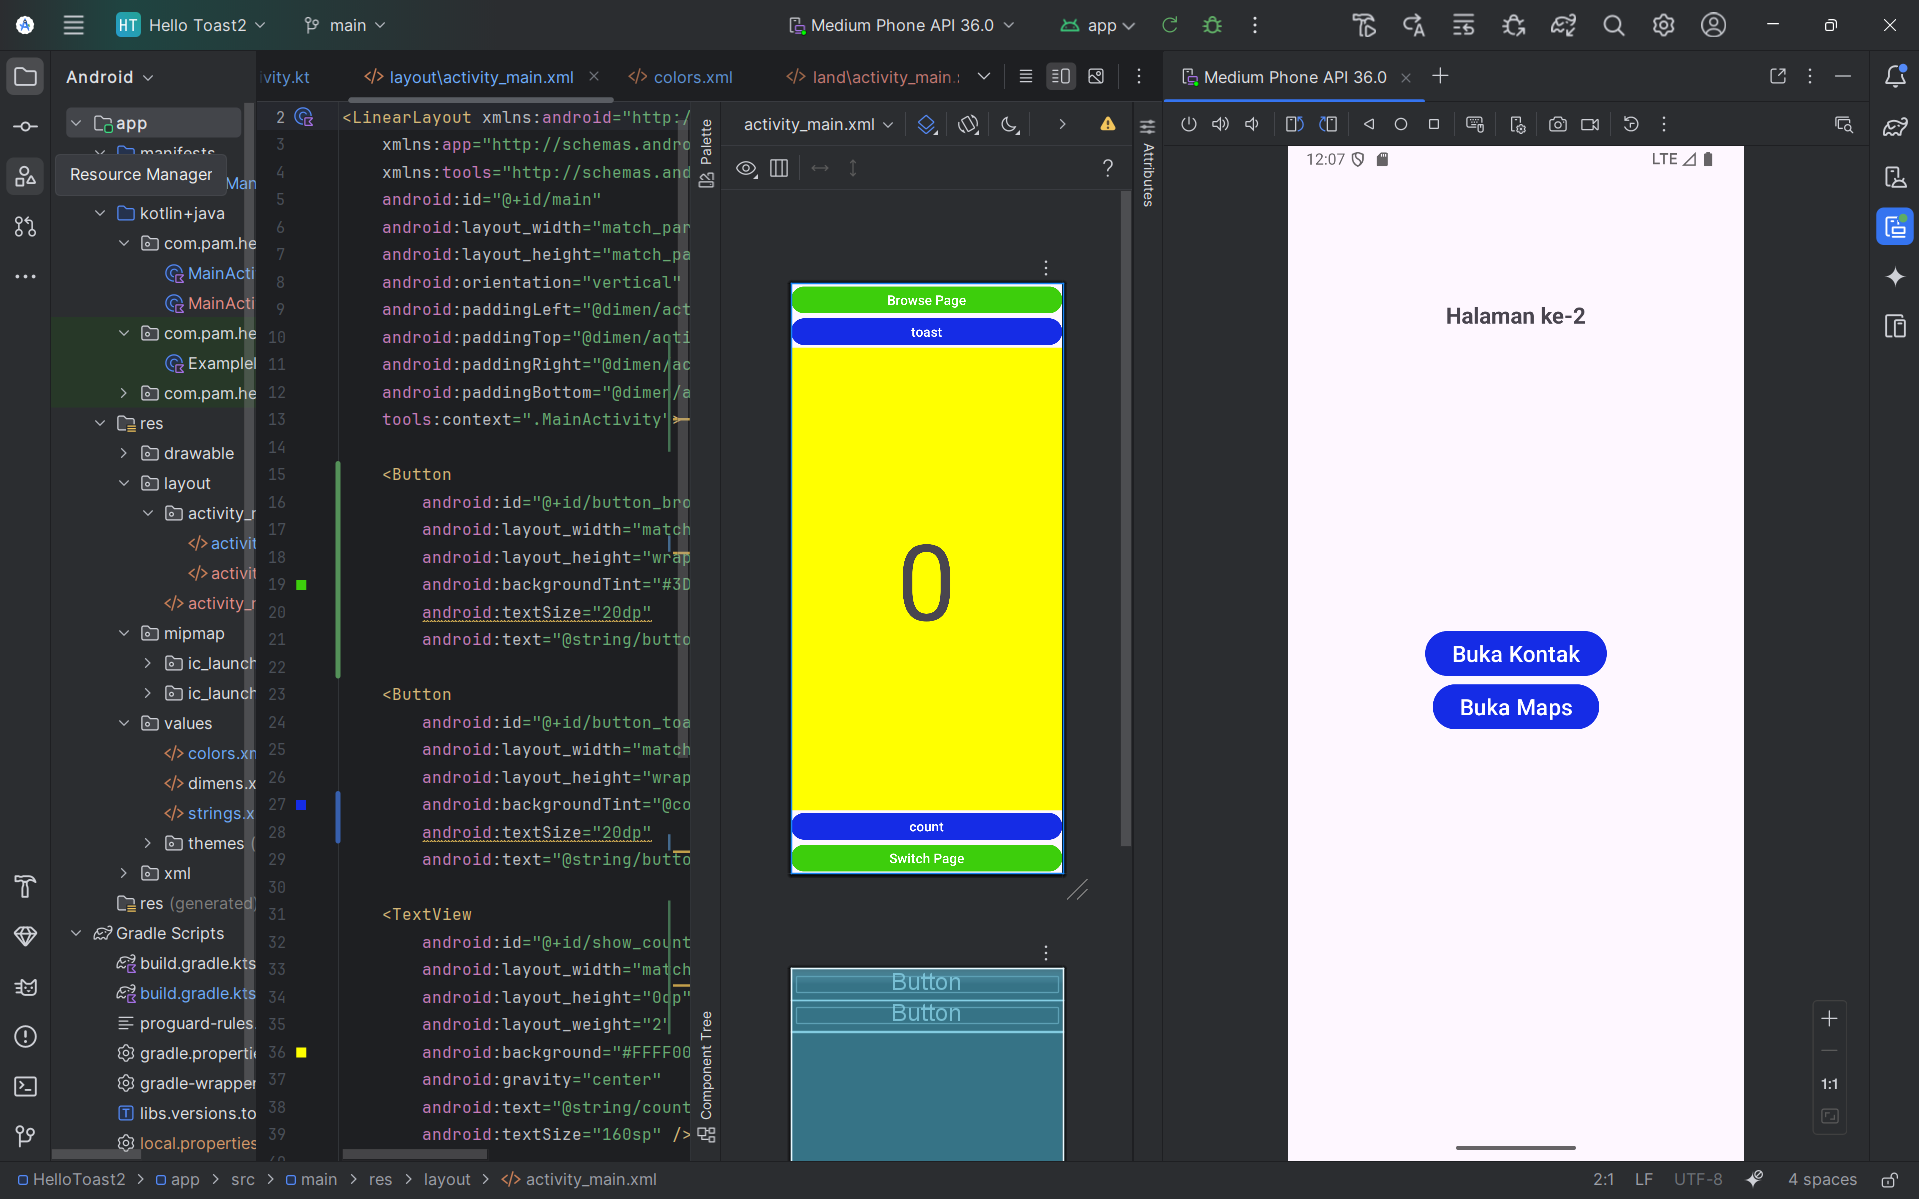 HT Hello Toast2
main
Medium Phone API 36.0
app
Android
ivity.kt
layout\activity_main.xml
colors.xml
land\activity_main.
Medium Phone API 36.0
app
manifests
Resource Manager
Man
kotlin+java
com.pam.he
MainActi
MainActi
com.pam.he
Example
com.pam.he
res
drawable
layout
activity_
activit
activit
activity_
mipmap
ic_launch
ic_launch
values
colors.xm
dimens.x
strings.x
themes (
xml
res (generated)
Gradle Scripts
build.gradle.kts
build.gradle.kts
proguard-rules.
gradle.properti
gradle-wrapper
libs.versions.to
local.properties
2 <LinearLayout xmlns:android="http:/
3 xmlns:app="http://schemas.andro
4 xmlns:tools="http://schemas.and
5 android:id="@+id/main"
6 android:layout_width="match_par
7 android:layout_height="match_pa
8 android:orientation="vertical"
9 android:paddingLeft="@dimen/act
10 android:paddingTop="@dimen/acti
11 android:paddingRight="@dimen/ac
12 android:paddingBottom="@dimen/a
13 tools:context=".MainActivity">
14
15 <Button
16 android:id="@+id/button_bro
17 android:layout_width="match
18 android:layout_height="wrap
19 android:backgroundTint="#3D
20 android:textSize="20dp"
21 android:text="@string/butto
22
23 <Button
24 android:id="@+id/button_toa
25 android:layout_width="match
26 android:layout_height="wrap
27 android:backgroundTint="@co
28 android:textSize="20dp"
29 android:text="@string/butto
30
31 <TextView
32 android:id="@+id/show_count
33 android:layout_width="match
34 android:layout_height="0dp"
35 android:layout_weight="2"
36 android:background="#FFFF00
37 android:gravity="center"
38 android:text="@string/count
39 android:textSize="160sp" />
Palette
Component Tree
activity_main.xml
?
Attributes
Browse Page
toast
0
count
Switch Page
Button
Button
12:07
LTE
Halaman ke-2
Buka Kontak
Buka Maps
1:1
HelloToast2 > app > src > main > res > layout > activity_main.xml
2:1 LF UTF-8 4 spaces